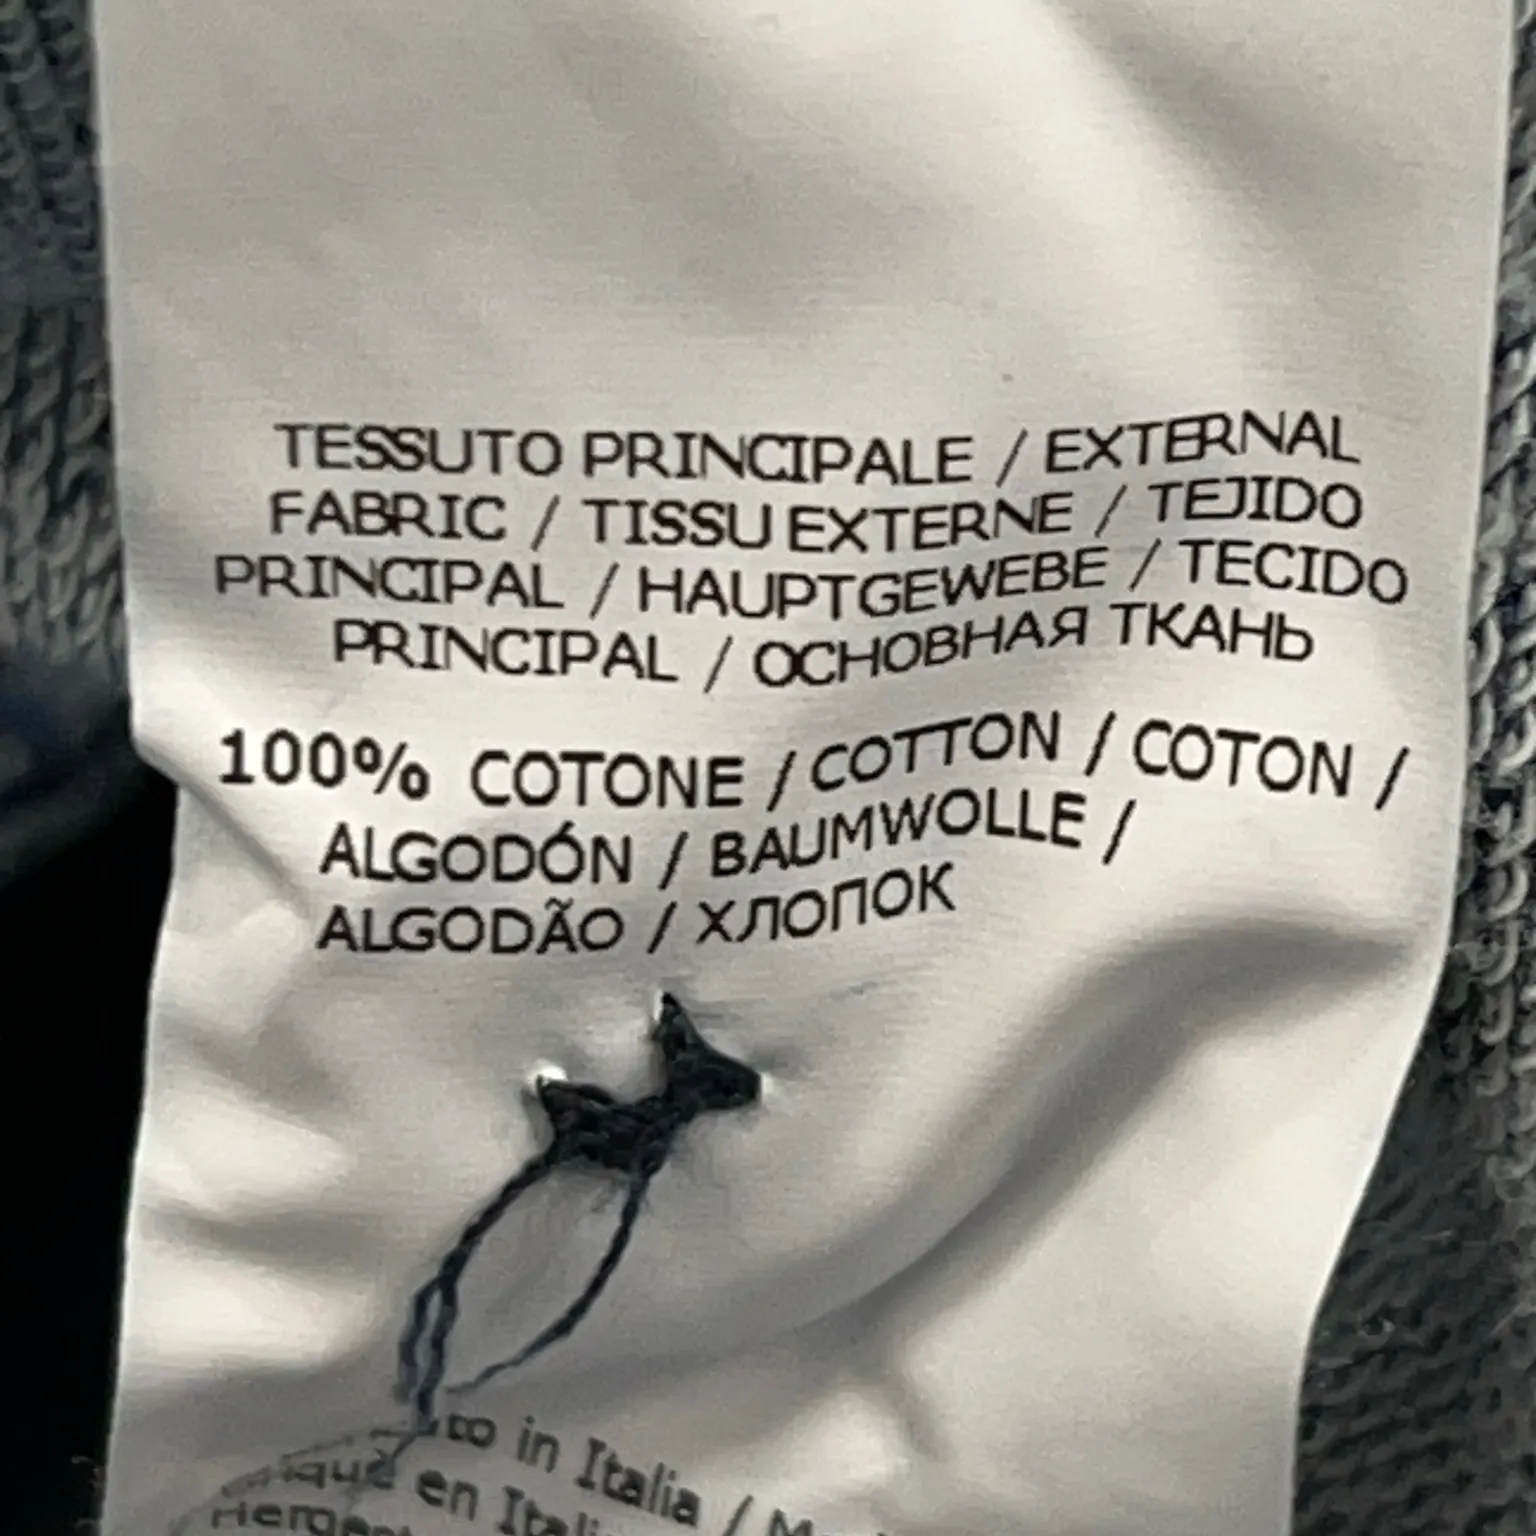 TESSUTO PRINCIPALE / EXTERNAL
FABRIC / TISSU EXTERNE / TEJIDO
PRINCIPAL / HAUPTGEWEBE / TECIDO
PRINCIPAL / ОСНОВНАЯ ТКАНЬ
100% COTONE / COTTON / COTON /
ALGODÓN / BAUMWOLLE /
ALGODÃO / ХЛОПОК
in Italia /
en